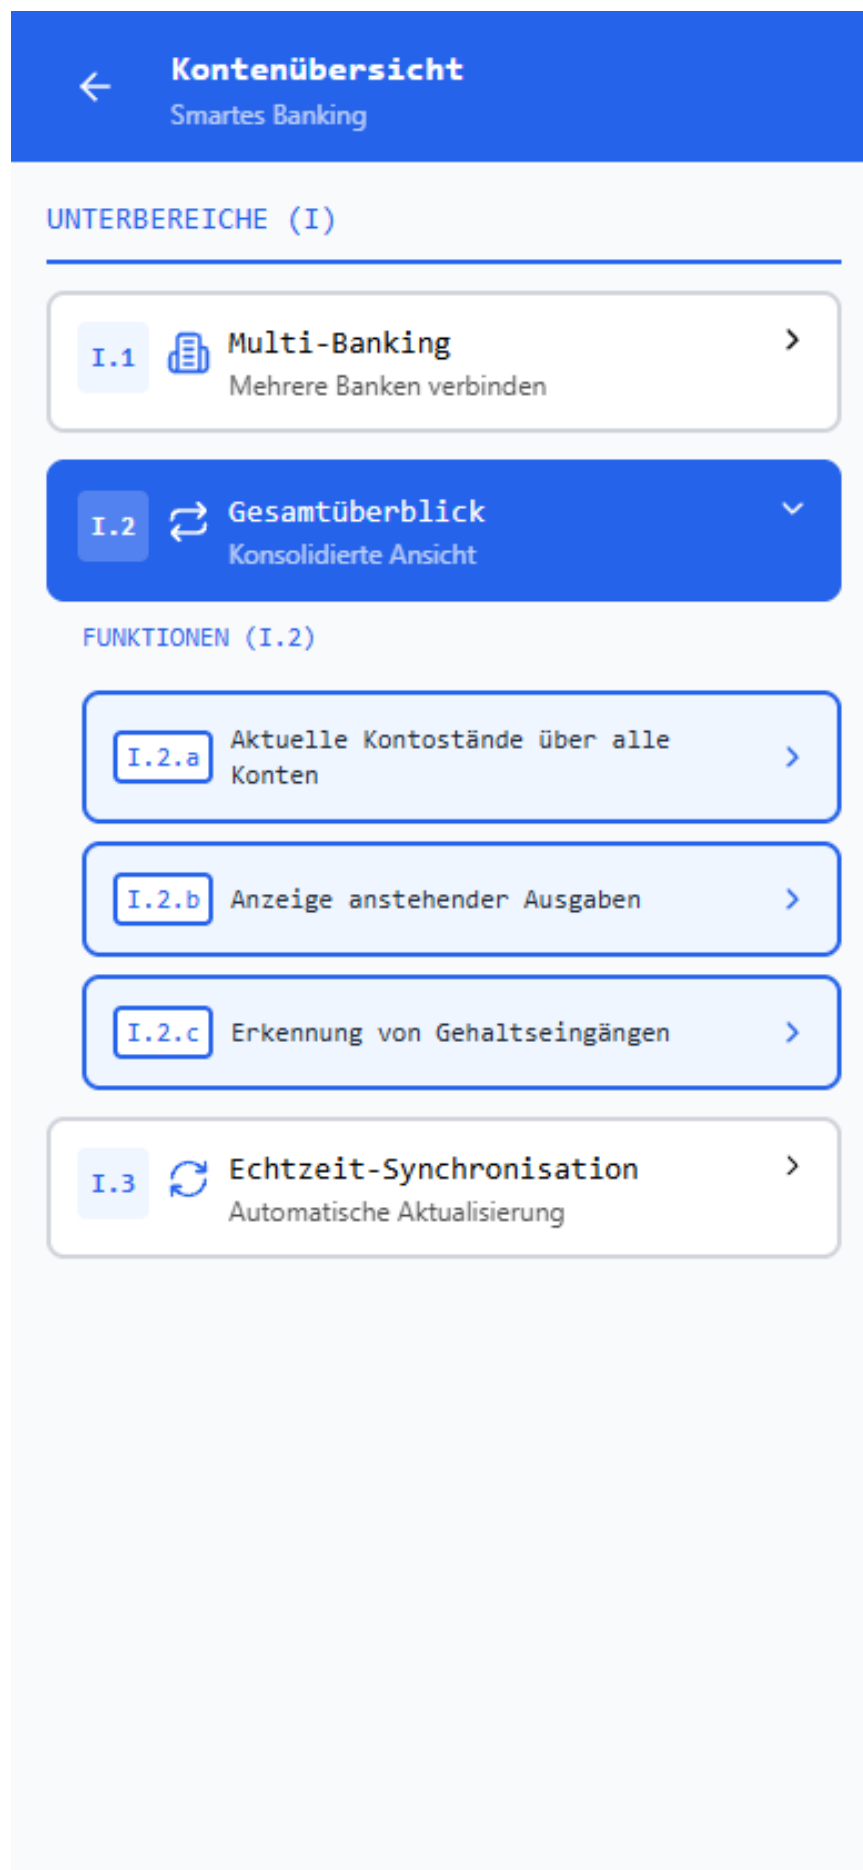 Kontenübersicht
Smartes Banking
UNTERBEREICHE (I)
I.1
Multi-Banking
Mehrere Banken verbinden
I.2
Gesamtüberblick
Konsolidierte Ansicht
FUNKTIONEN (I.2)
I.2.a
Aktuelle Kontostände über alle
Konten
I.2.b
Anzeige anstehender Ausgaben
I.2.c
Erkennung von Gehaltseingängen
I.3
Echtzeit-Synchronisation
Automatische Aktualisierung